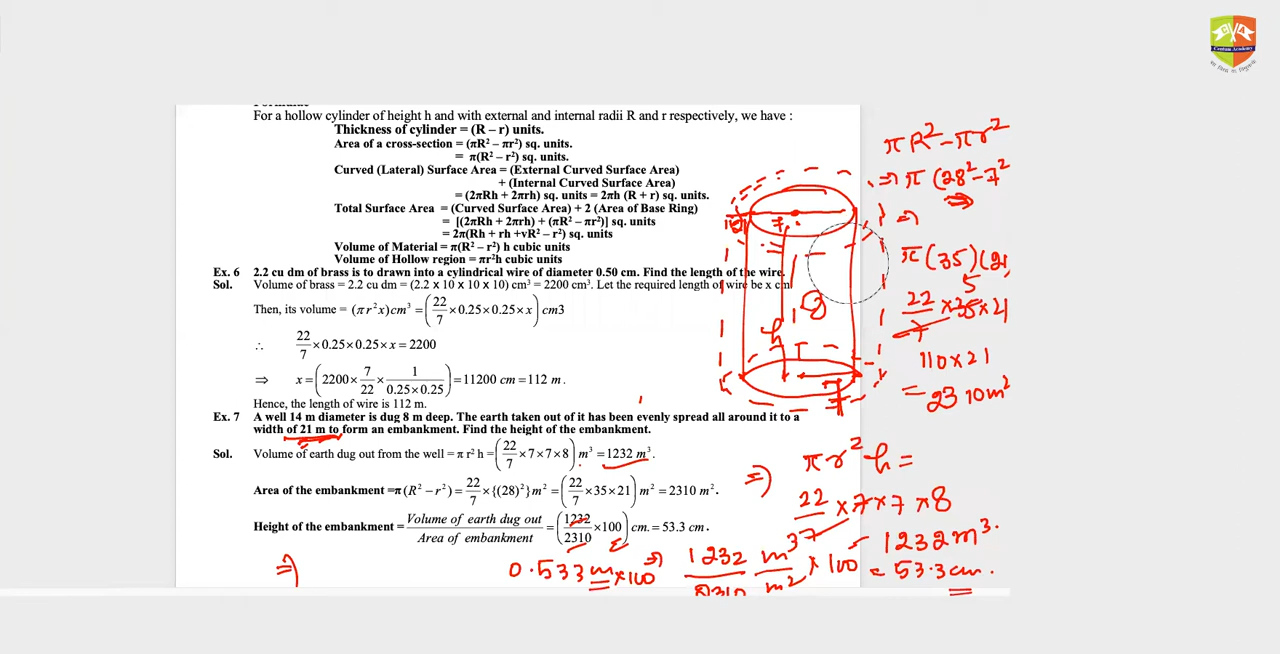 Centum Academy
Formulae
For a hollow cylinder of height h and with external and internal radii R and r respectively, we have :
Thickness of cylinder = (R – r) units.
Area of a cross-section = (πR² – πr²) sq. units.
= π(R² – r²) sq. units.
Curved (Lateral) Surface Area = (External Curved Surface Area)
+ (Internal Curved Surface Area)
= (2πRh + 2πrh) sq. units = 2πh (R + r) sq. units.
Total Surface Area = (Curved Surface Area) + 2 (Area of Base Ring)
= [(2πRh + 2πrh) + (πR² – πr²)] sq. units
= 2π(Rh + rh +vR² – r²) sq. units
Volume of Material = π(R² – r²) h cubic units
Volume of Hollow region = πr²h cubic units
Ex. 6 2.2 cu dm of brass is to drawn into a cylindrical wire of diameter 0.50 cm. Find the length of the wire.
Sol. Volume of brass = 2.2 cu dm = (2.2 x 10 x 10 x 10) cm³ = 2200 cm³. Let the required length of wire be x cm
Then, its volume = (πr²x)cm³ = (22/7 × 0.25 × 0.25 × x) cm3
∴ 22/7 × 0.25 × 0.25 × x = 2200
⇒ x = (2200 × 7/22 × 1/(0.25 × 0.25)) = 11200 cm = 112 m.
Hence, the length of wire is 112 m.
Ex. 7 A well 14 m diameter is dug 8 m deep. The earth taken out of it has been evenly spread all around it to a
width of 21 m to form an embankment. Find the height of the embankment.
Sol. Volume of earth dug out from the well = π r² h = (22/7 × 7 × 7 × 8) m³ = 1232 m³.
Area of the embankment =π (R² – r²) = 22/7 × {(28)²} m² = (22/7 × 35 × 21) m² = 2310 m².
Height of the embankment = Volume of earth dug out/Area of embankment = (1232/2310 × 100) cm. = 53.3 cm.
πR² – πr²
⇒ π (28² – 7²
⇒
π (35) (21
5
22/7 × 35 × 21
110 × 21
= 2310 m²
7
8
h
r
7
⇒ πr² h =
22/7 × 7 × 7 × 8
= 1232 m³.
⇒ 0.533 m × 100 ⇒ 1232/2310 m³/m² × 100 = 53.3 cm.